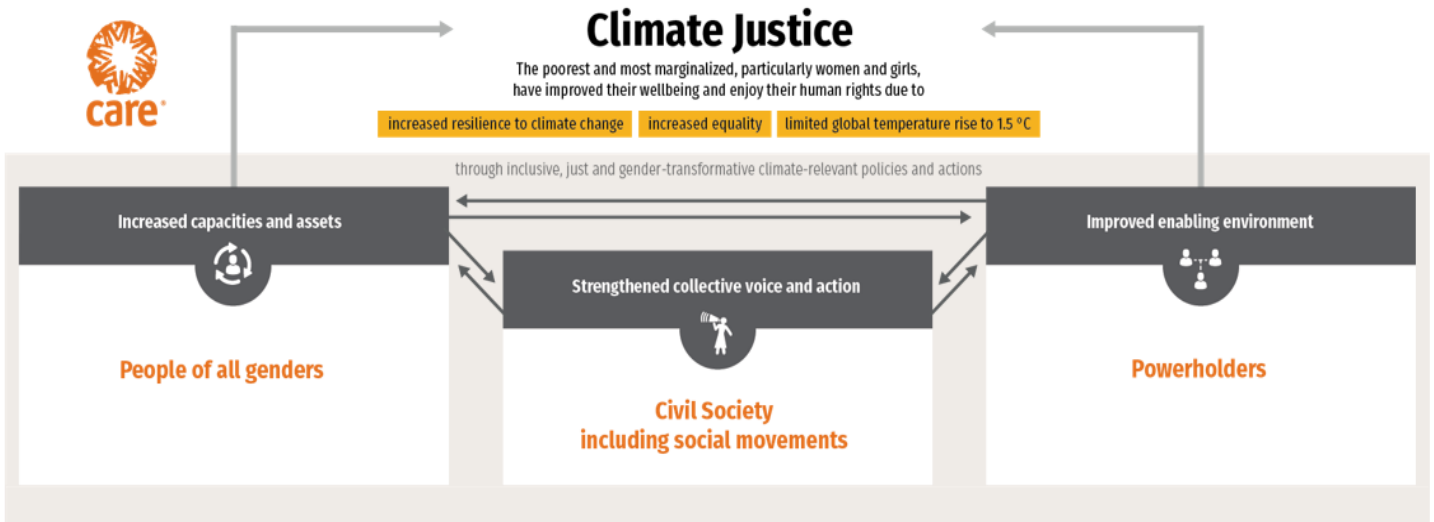 care®
Climate Justice
The poorest and most marginalized, particularly women and girls,
have improved their wellbeing and enjoy their human rights due to
increased resilience to climate change
increased equality
limited global temperature rise to 1.5 °C
through inclusive, just and gender-transformative climate-relevant policies and actions
Increased capacities and assets
People of all genders
Strengthened collective voice and action
Civil Society
including social movements
Improved enabling environment
Powerholders